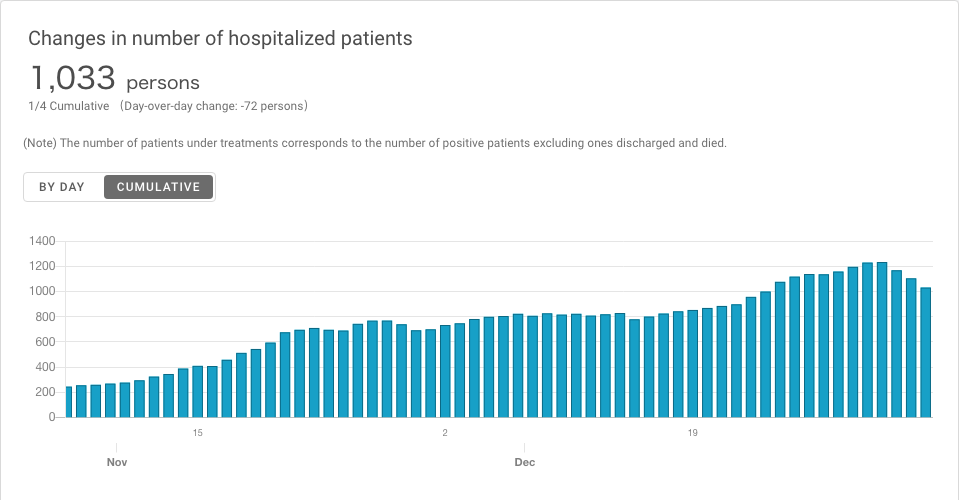 Changes in number of hospitalized patients
1,033 persons
1/4 Cumulative (Day-over-day change: -72 persons)
(Note) The number of patients under treatments corresponds to the number of positive patients excluding ones discharged and died.
BY DAY CUMULATIVE
1400
1200
1000
800
600
400
200
0
15 2 19
Nov Dec